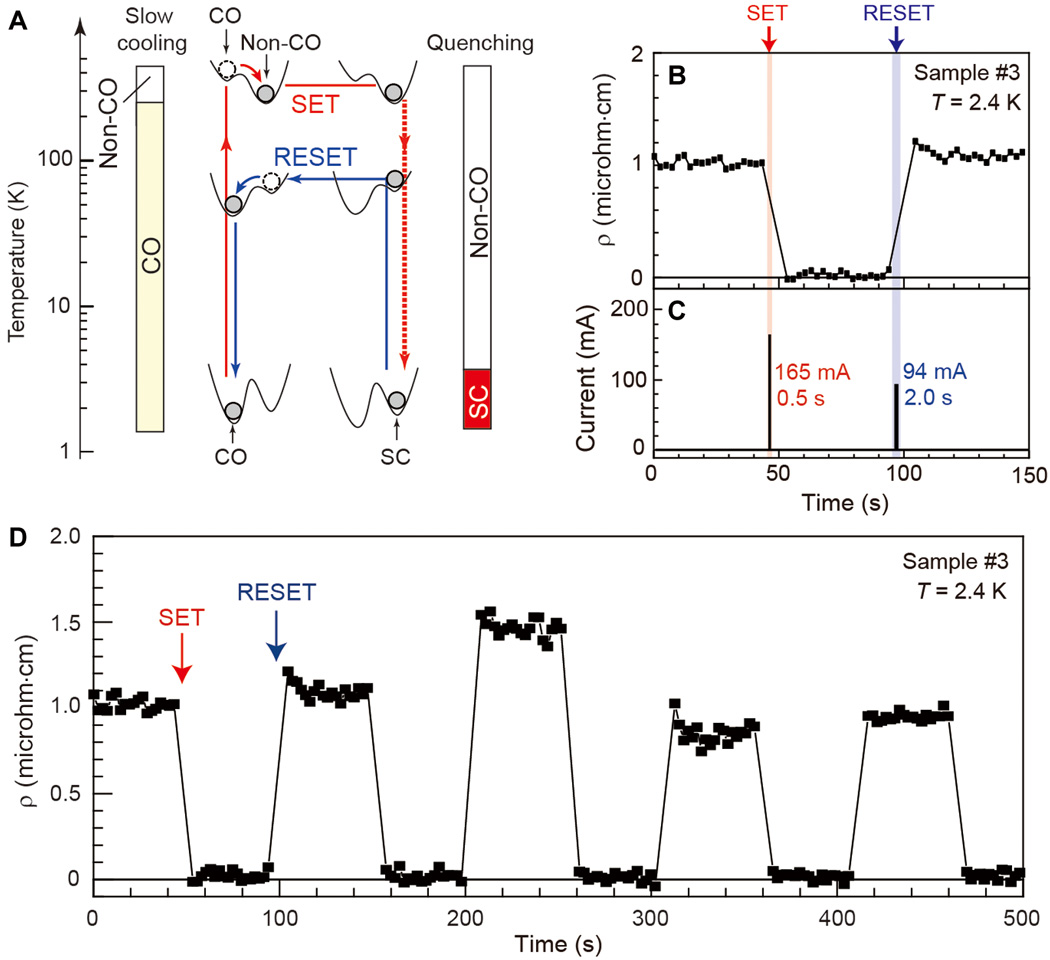 A
Slow
cooling
CO
Non-CO
Quenching
SET
RESET
Non-CO
CO
Non-CO
SC
CO
SC
Temperature (K)
100
10
1
SET
RESET
B
Sample #3
T = 2.4 K
ρ (microhm·cm)
2
1
0
C
Current (mA)
200
100
0
165 mA
0.5 s
94 mA
2.0 s
0
50
100
150
Time (s)
D
Sample #3
T = 2.4 K
SET
RESET
ρ (microhm·cm)
2.0
1.5
1.0
0.5
0
0
100
200
300
400
500
Time (s)